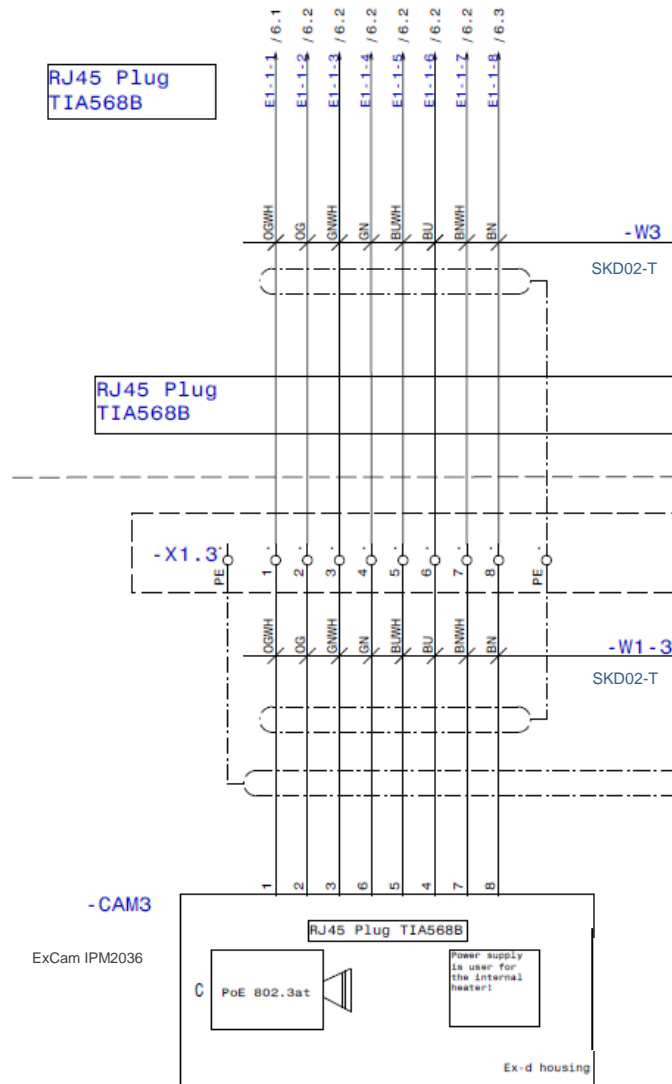 /6.1 /6.2 /6.2 /6.2 /6.2 /6.2 /6.2 /6.3
E1-1-1 E1-1-2 E1-1-3 E1-1-4 E1-1-5 E1-1-6 E1-1-7 E1-1-8
RJ45 Plug
TIA568B
OGWH OG GNWH GN BUWH BU BNWH BN
-W3
SKD02-T
RJ45 Plug
TIA568B
-X1.3
PE 1 2 3 4 5 6 7 8 PE
OGWH OG GNWH GN BUWH BU BNWH BN
-W1-3
SKD02-T
1 2 3 6 5 4 7 8
-CAM3
RJ45 Plug TIA568B
ExCam IPM2036
C
PoE 802.3at
Power supply
is user for
the internal
heater!
Ex-d housing